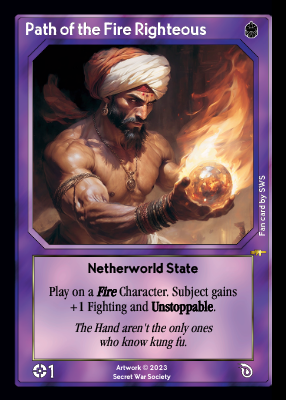 Path of the Fire Righteous
Fan card by SWS
Netherworld State
Play on a Fire Character. Subject gains
+1 Fighting and Unstoppable.
The Hand aren't the only ones
who know kung fu.
1
Artwork © 2023
Secret War Society